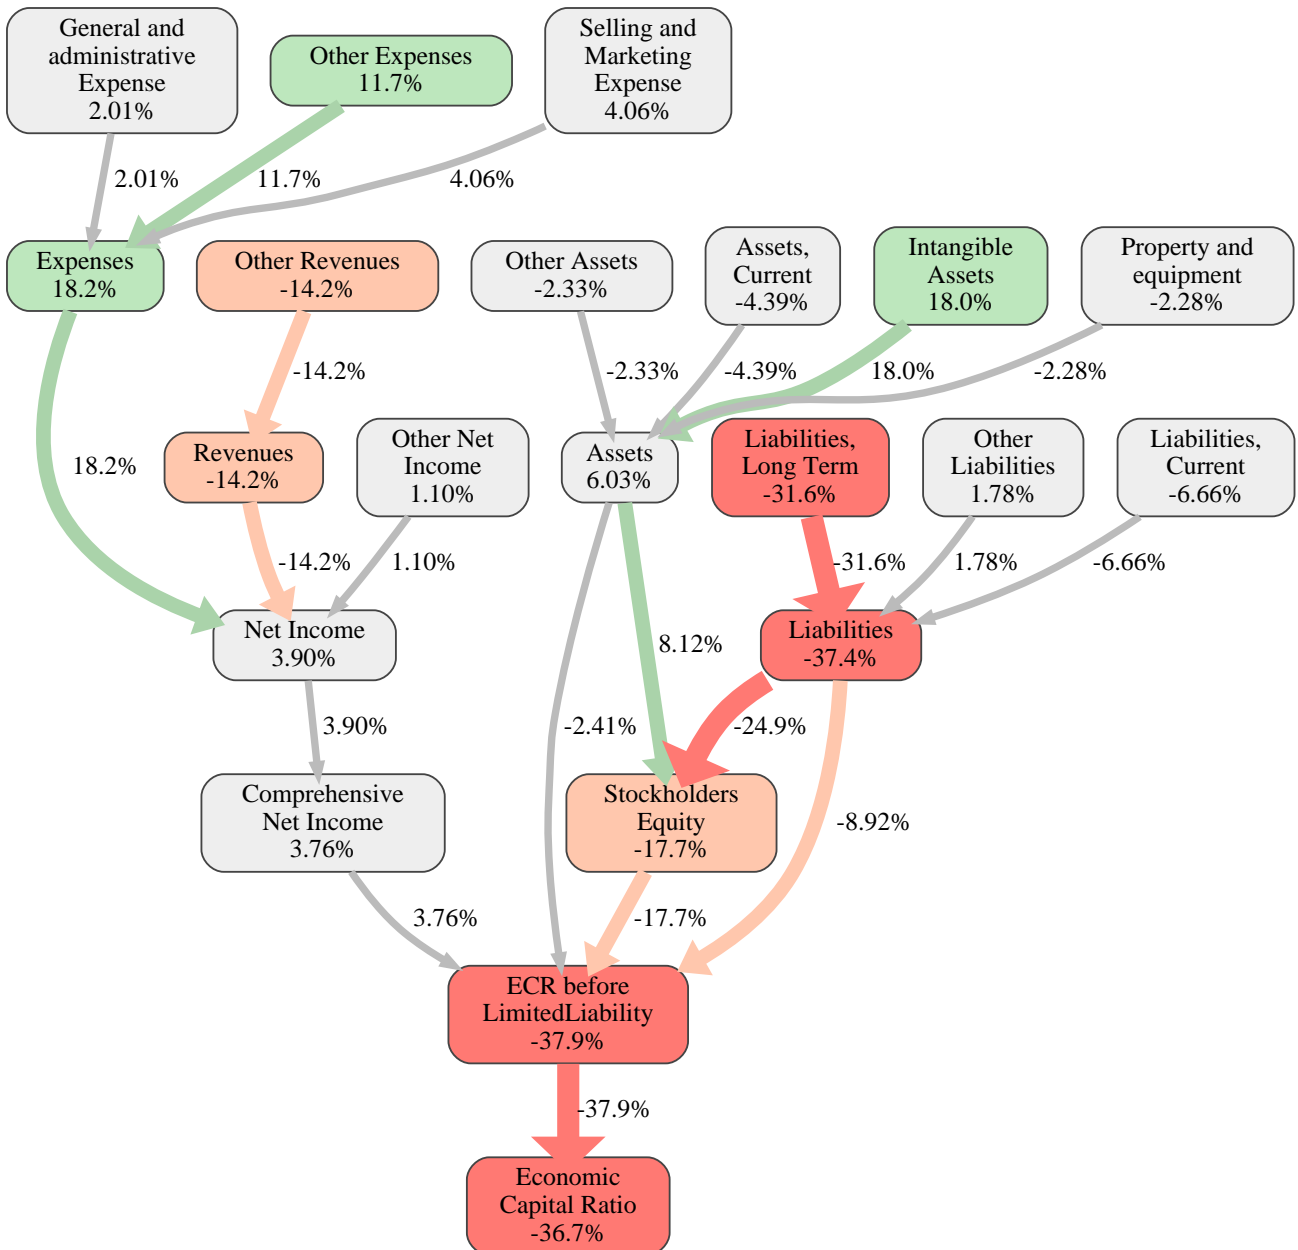 General and
administrative
Expense
2.01%
Other Expenses
11.7%
Selling and
Marketing
Expense
4.06%
2.01%
11.7%
4.06%
Expenses
18.2%
Other Revenues
-14.2%
Other Assets
-2.33%
Assets,
Current
-4.39%
Intangible
Assets
18.0%
Property and
equipment
-2.28%
-14.2%
-2.33%
-4.39%
18.0%
-2.28%
18.2%
Revenues
-14.2%
Other Net
Income
1.10%
Assets
6.03%
Liabilities,
Long Term
-31.6%
Other
Liabilities
1.78%
Liabilities,
Current
-6.66%
-14.2%
1.10%
-31.6%
1.78%
-6.66%
Net Income
3.90%
8.12%
Liabilities
-37.4%
3.90%
-2.41%
-24.9%
Comprehensive
Net Income
3.76%
Stockholders
Equity
-17.7%
-8.92%
3.76%
-17.7%
ECR before
LimitedLiability
-37.9%
-37.9%
Economic
Capital Ratio
-36.7%